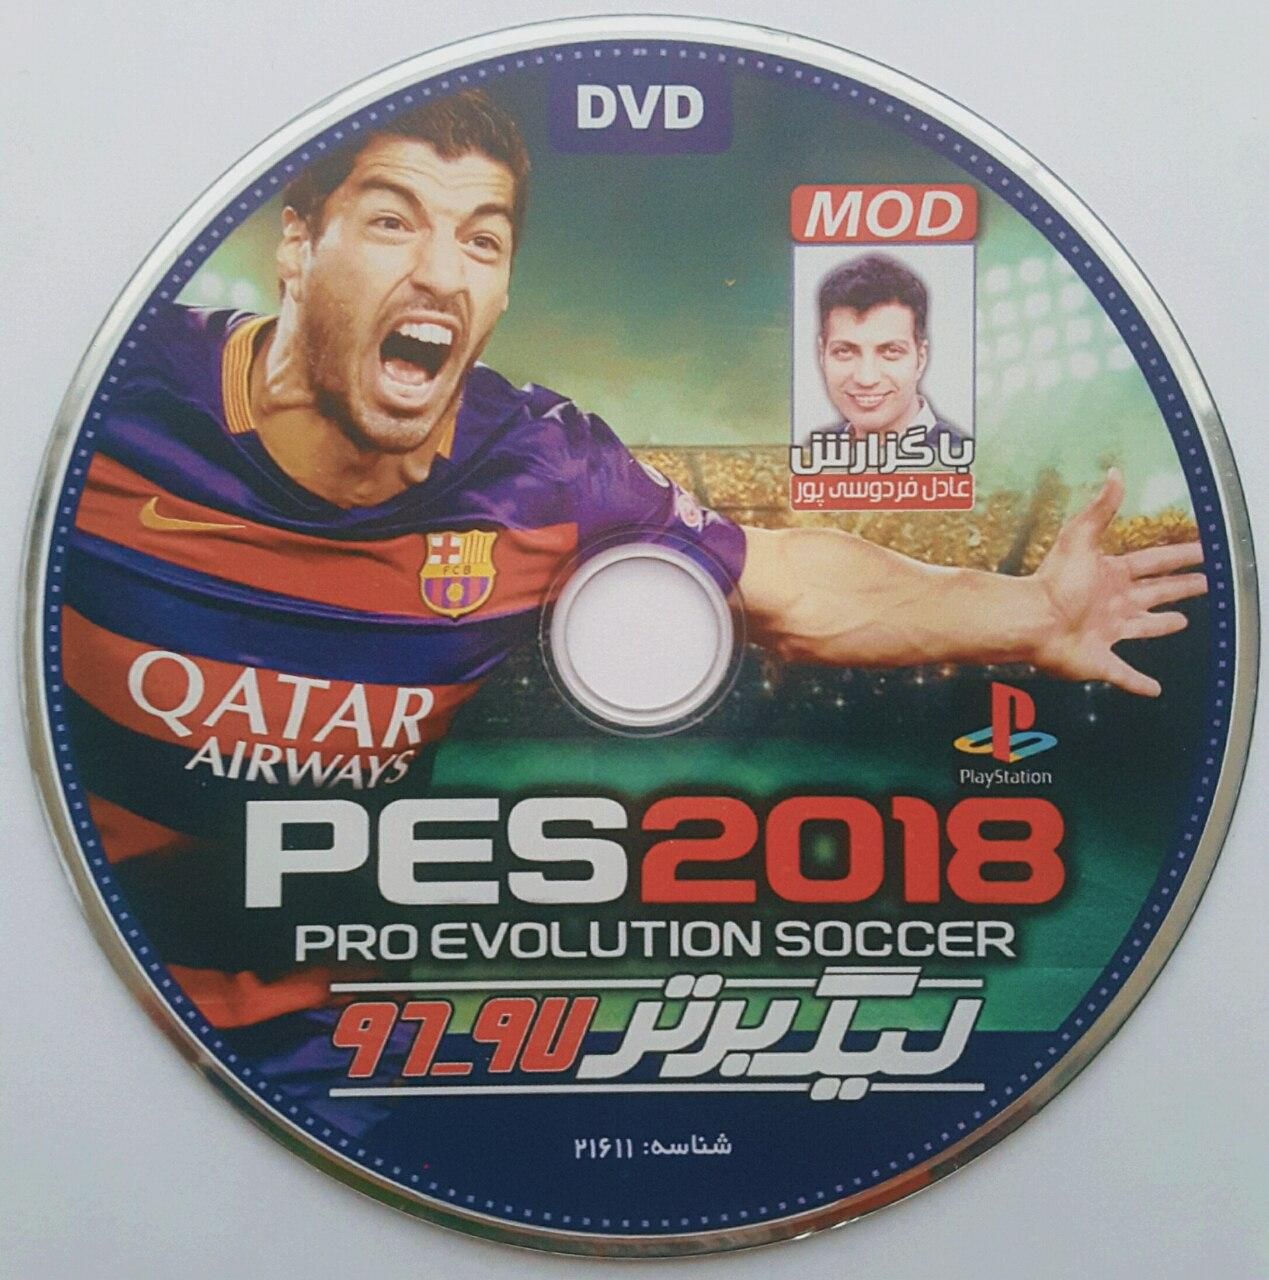 DVD
MOD
با گزارش
عادل فردوسی پور
FCB
QATAR
AIRWAYS
PlayStation
PES2018
PRO EVOLUTION SOCCER
لیگ برتر ۹۷_۹۶
شناسه: ۲۱۶۱۱